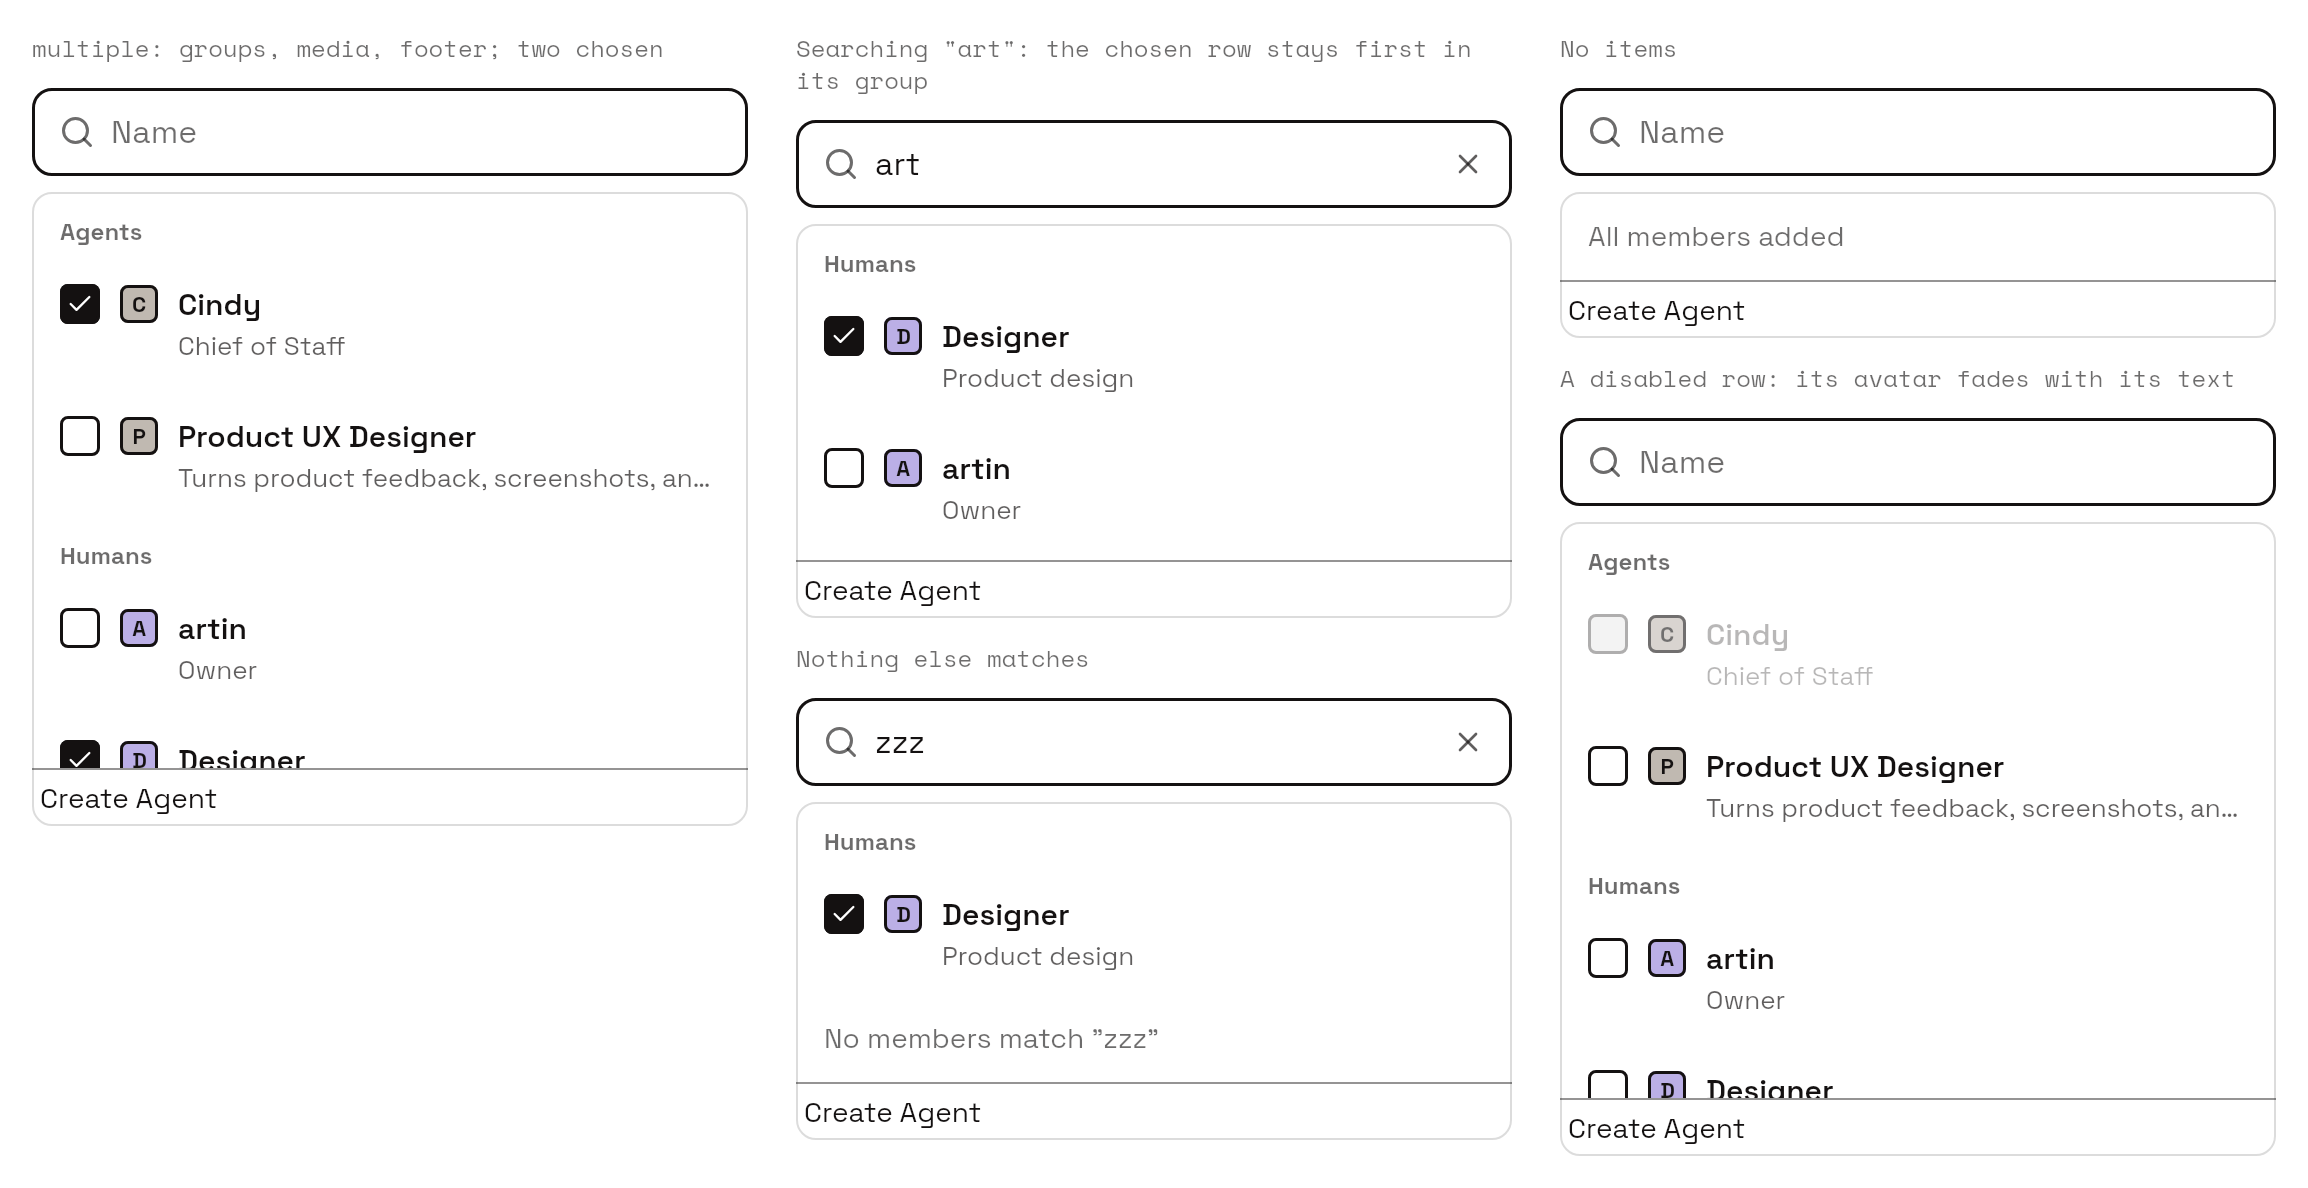 multiple: groups, media, footer; two chosen
Name
Agents
C Cindy
Chief of Staff
P Product UX Designer
Turns product feedback, screenshots, an...
Humans
A artin
Owner
D Designer
Create Agent
Searching "art": the chosen row stays first in
its group
art
Humans
D Designer
Product design
A artin
Owner
Create Agent
Nothing else matches
zzz
Humans
D Designer
Product design
No members match ”zzz”
Create Agent
No items
Name
All members added
Create Agent
A disabled row: its avatar fades with its text
Name
Agents
C Cindy
Chief of Staff
P Product UX Designer
Turns product feedback, screenshots, an...
Humans
A artin
Owner
D Designer
Create Agent